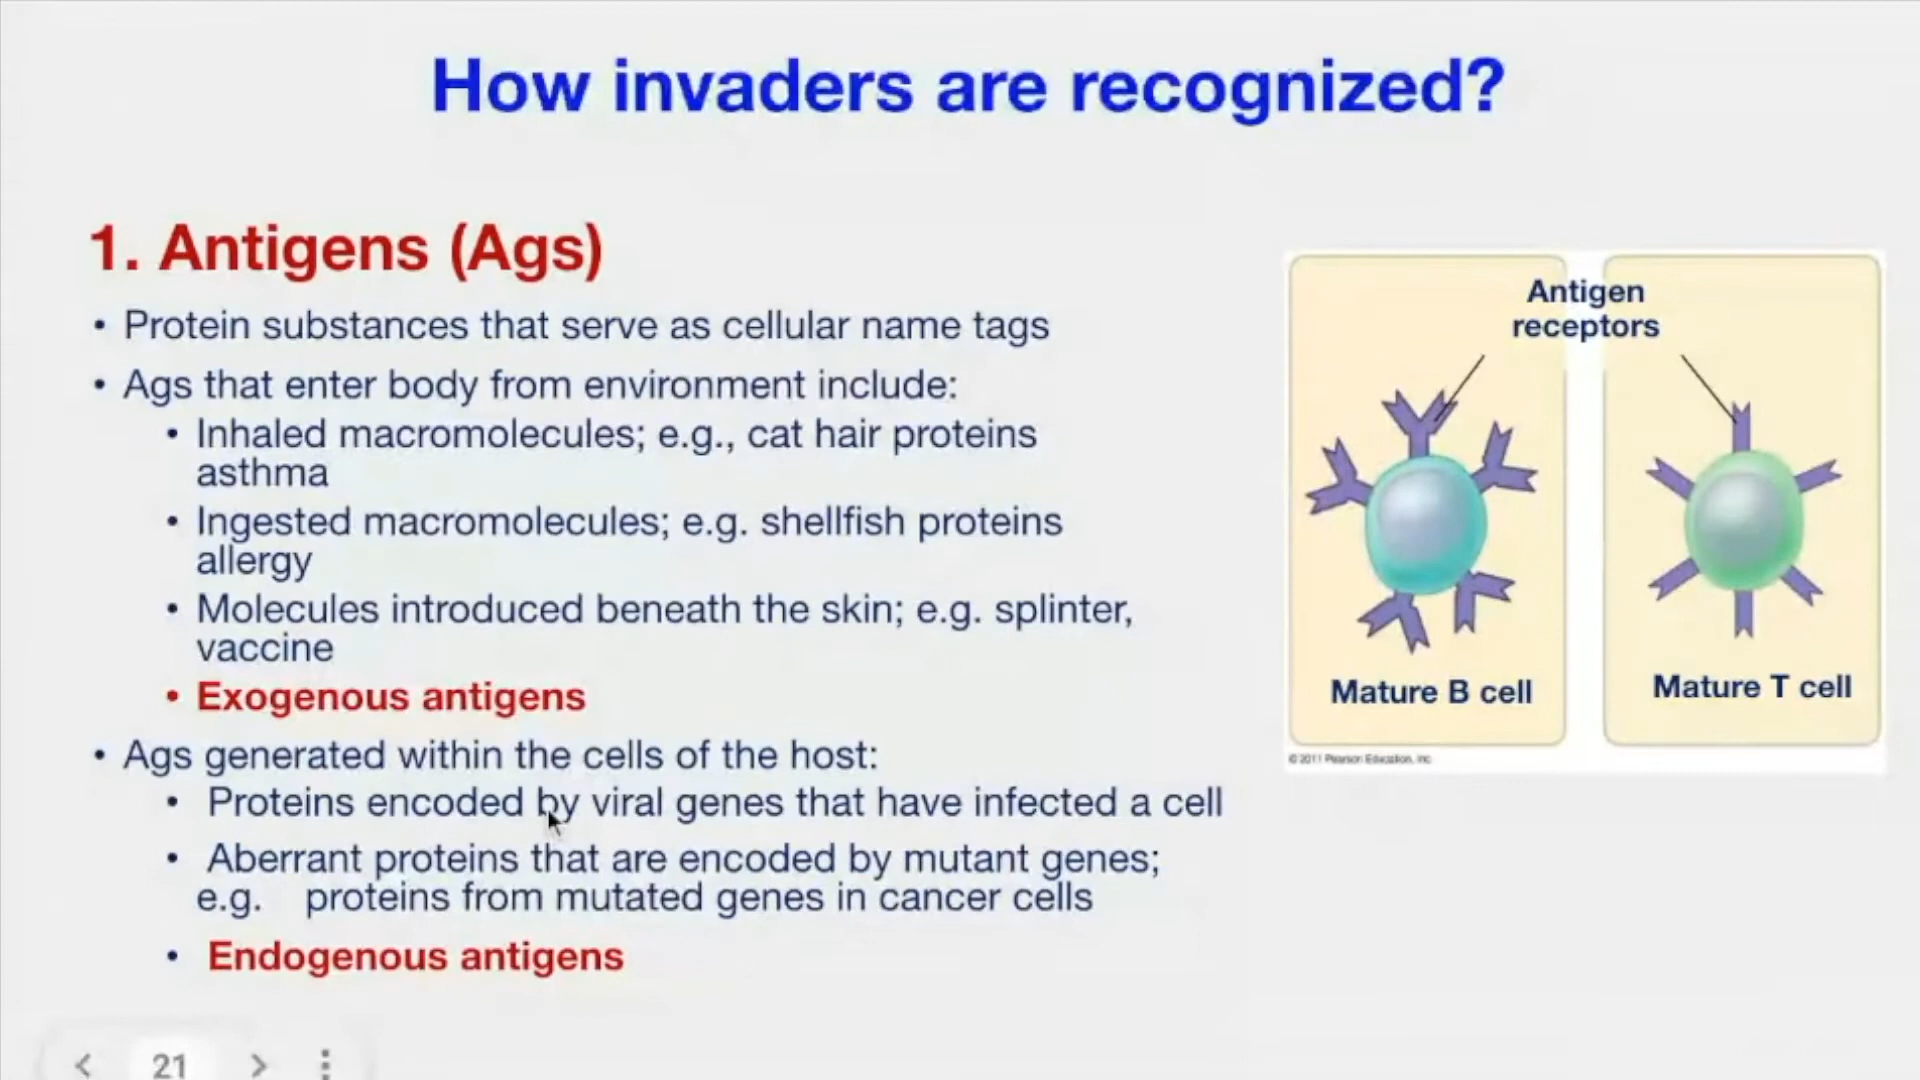 How invaders are recognized?
1. Antigens (Ags)
• Protein substances that serve as cellular name tags
• Ags that enter body from environment include:
• Inhaled macromolecules; e.g., cat hair proteins
asthma
• Ingested macromolecules; e.g. shellfish proteins
allergy
• Molecules introduced beneath the skin; e.g. splinter,
vaccine
• Exogenous antigens
• Ags generated within the cells of the host:
• Proteins encoded by viral genes that have infected a cell
• Aberrant proteins that are encoded by mutant genes;
e.g. proteins from mutated genes in cancer cells
• Endogenous antigens
Antigen
receptors
Mature B cell
Mature T cell
© 2011 Pearson Education, Inc
21